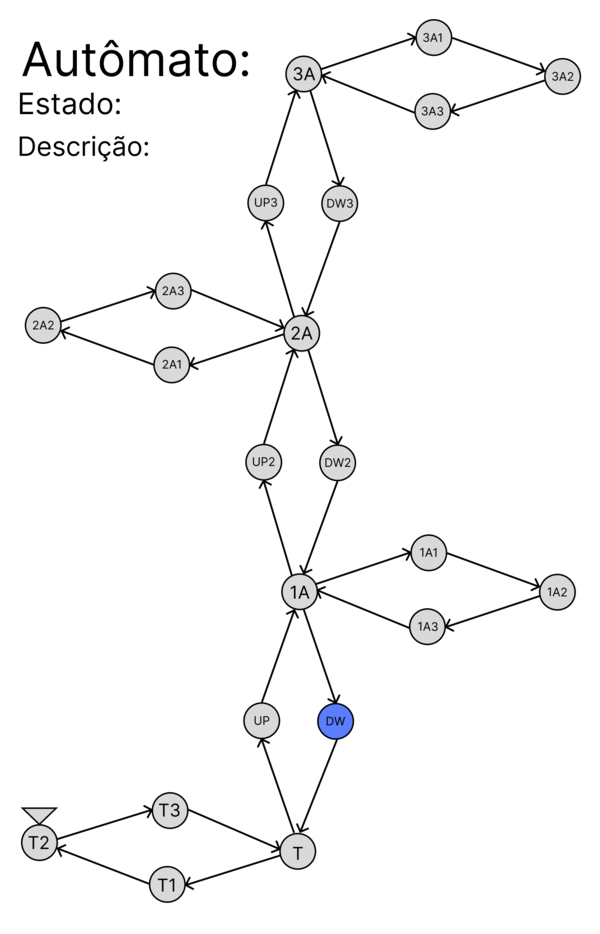 Autômato:
Estado:
Descrição:
3A
3A1
3A2
3A3
UP3
DW3
2A3
2A2
2A
2A1
UP2
DW2
1A1
1A
1A2
1A3
UP
DW
T3
T2
T
T1